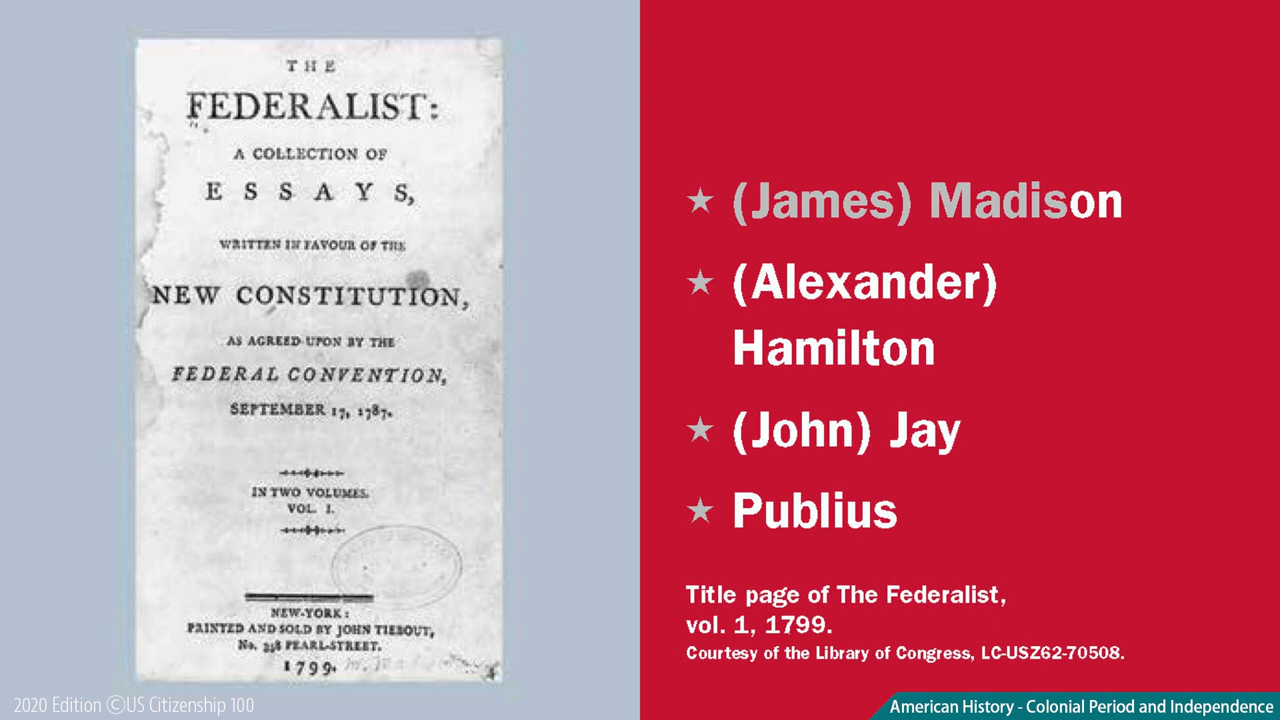 THE
FEDERALIST:
A COLLECTION OF
ESSAYS,
WRITTEN IN FAVOUR OF THE
NEW CONSTITUTION,
AS AGREED UPON BY THE
FEDERAL CONVENTION,
SEPTEMBER 17, 1787.
IN TWO VOLUMES.
VOL. I.
NEW-YORK:
PRINTED AND SOLD BY JOHN TIEBOUT,
No. 358 PEARL-STREET.
1799.
★ (James) Madison
★ (Alexander)
Hamilton
★ (John) Jay
★ Publius
Title page of The Federalist,
vol. 1, 1799.
Courtesy of the Library of Congress, LC-USZ62-70508.
2020 Edition ©US Citizenship 100
American History - Colonial Period and Independence